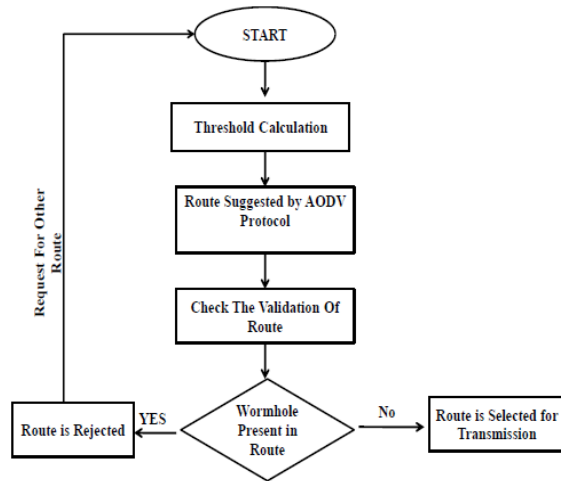 START
Threshold Calculation
Route Suggested by AODV
Protocol
Check The Validation Of
Route
Wormhole
Present in
Route
YES
Route is Rejected
Request For Other
Route
No
Route is Selected for
Transmission